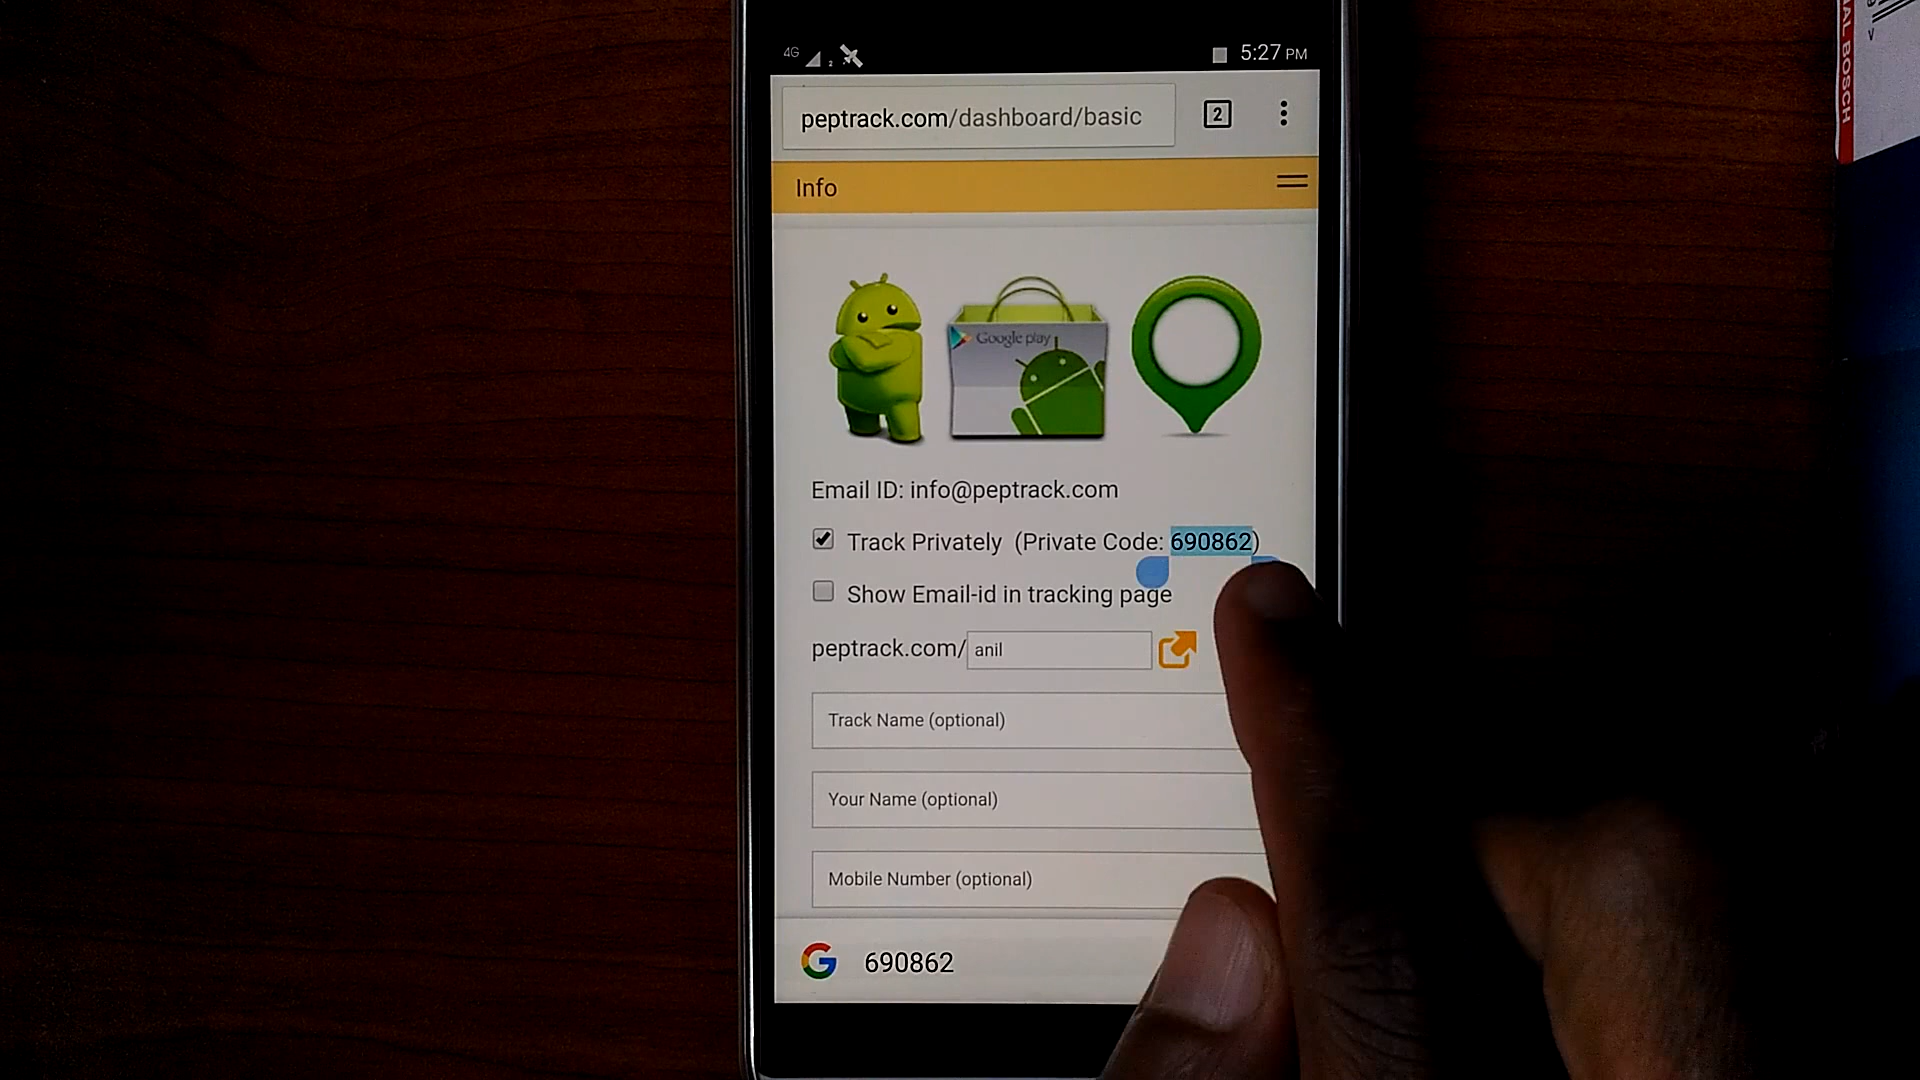 4G 2 5:27 PM
peptrack.com/dashboard/basic 2
Info
Google play
Email ID: info@peptrack.com
Track Privately (Private Code: 690862)
Show Email-id in tracking page
peptrack.com/ anil
Track Name (optional)
Your Name (optional)
Mobile Number (optional)
G 690862
BOSCH